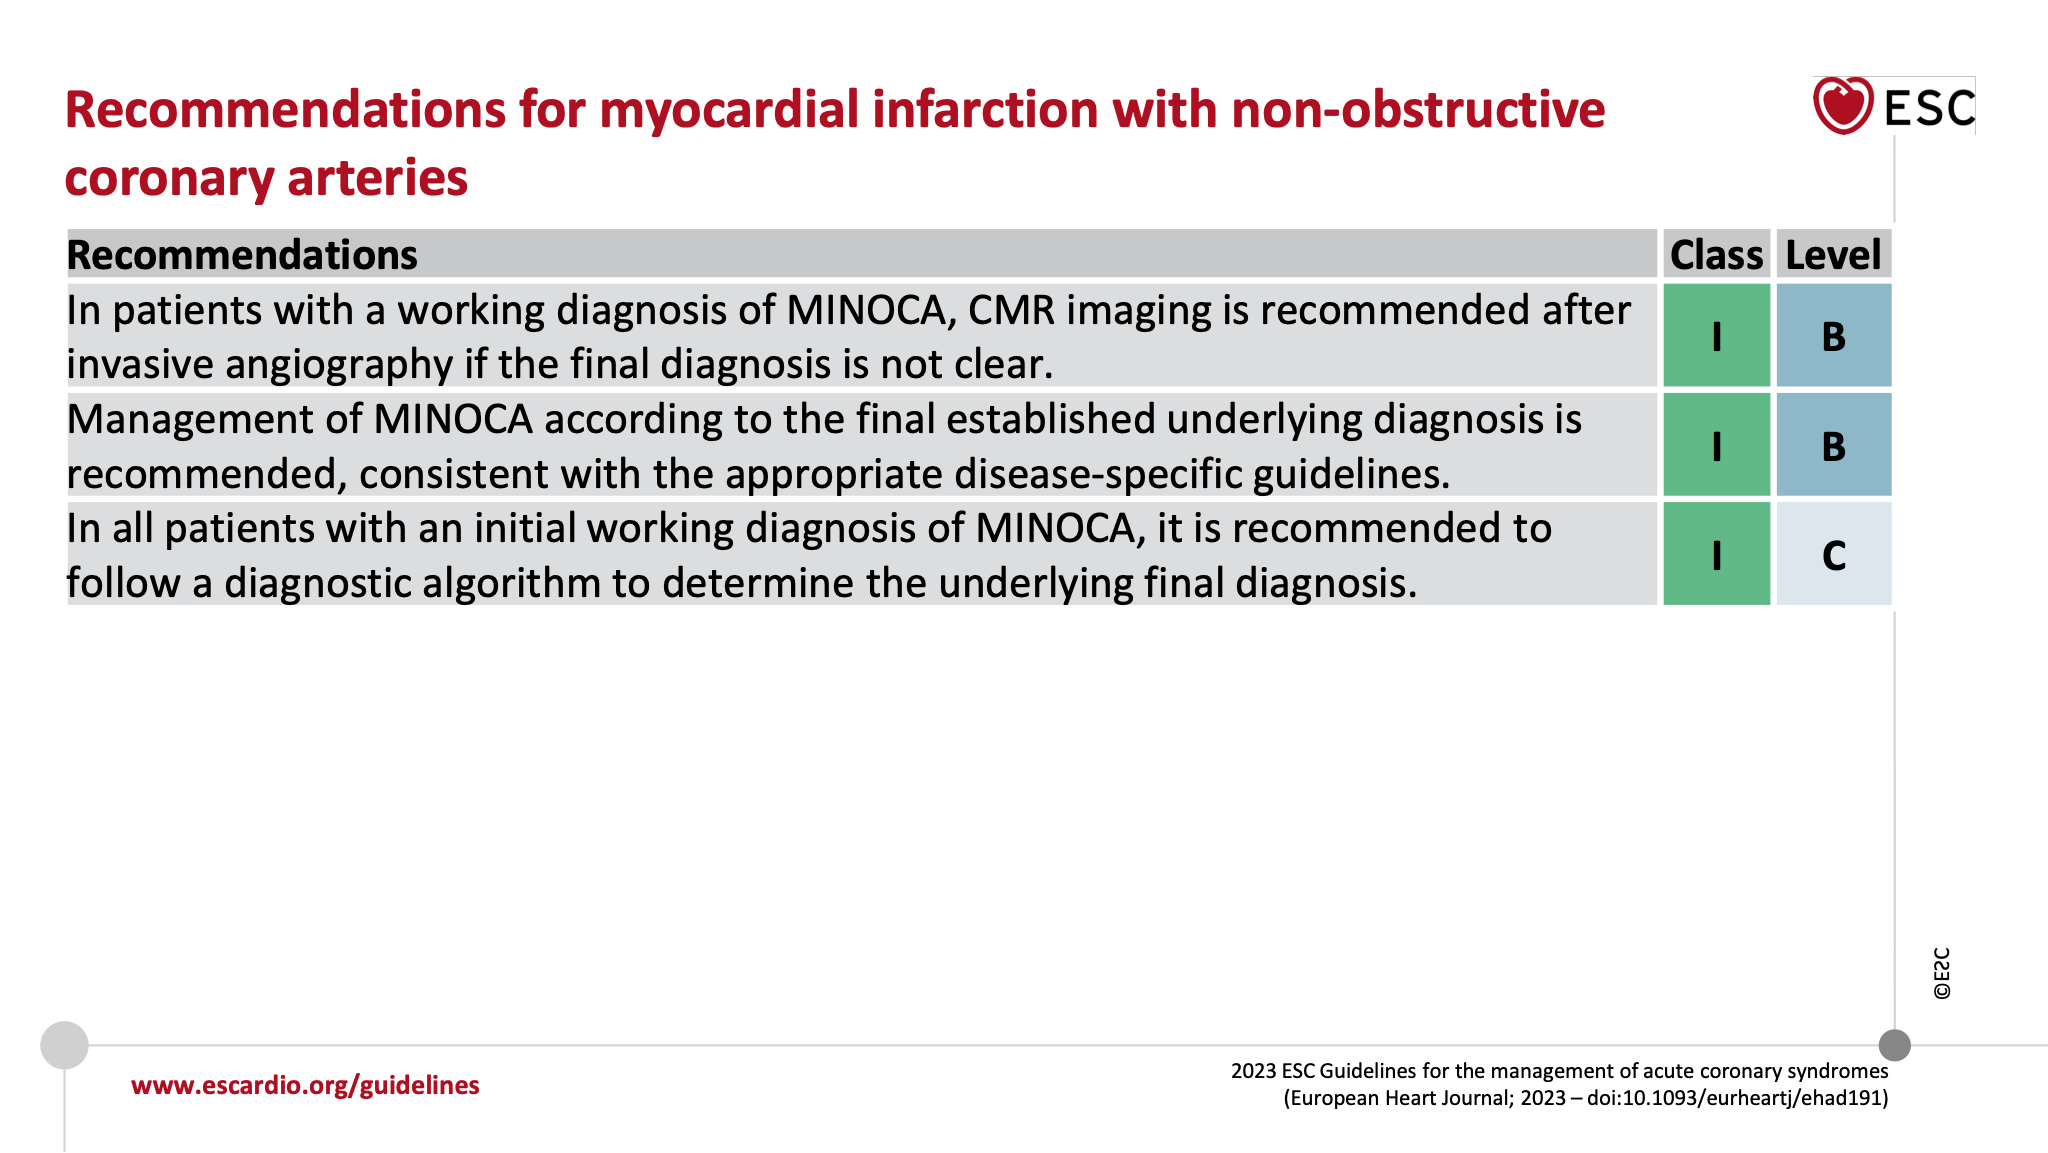 Recommendations for myocardial infarction with non-obstructive
coronary arteries
ESC
Recommendations Class Level
In patients with a working diagnosis of MINOCA, CMR imaging is recommended after
invasive angiography if the final diagnosis is not clear.
I B
Management of MINOCA according to the final established underlying diagnosis is
recommended, consistent with the appropriate disease-specific guidelines.
I B
In all patients with an initial working diagnosis of MINOCA, it is recommended to
follow a diagnostic algorithm to determine the underlying final diagnosis.
I C
©ESC
www.escardio.org/guidelines
2023 ESC Guidelines for the management of acute coronary syndromes
(European Heart Journal; 2023 – doi:10.1093/eurheartj/ehad191)